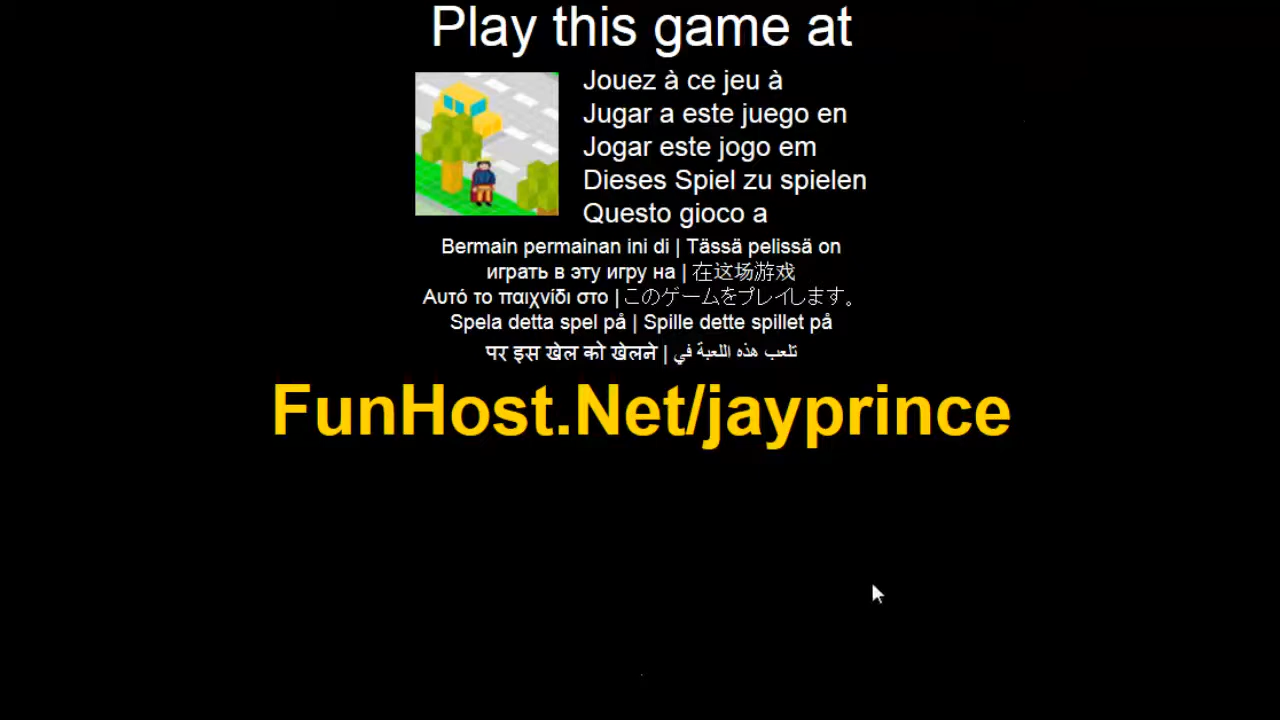 Play this game at
Jouez à ce jeu à
Jugar a este juego en
Jogar este jogo em
Dieses Spiel zu spielen
Questo gioco a
Bermain permainan ini di | Tässä pelissä on
играть в эту игру на | 在这场游戏
Αυτό το παιχνίδι στο | このゲームをプレイします。
Spela detta spel på | Spille dette spillet på
पर इस खेल को खेलने | تلعب هذه اللعبة في
FunHost.Net/jayprince